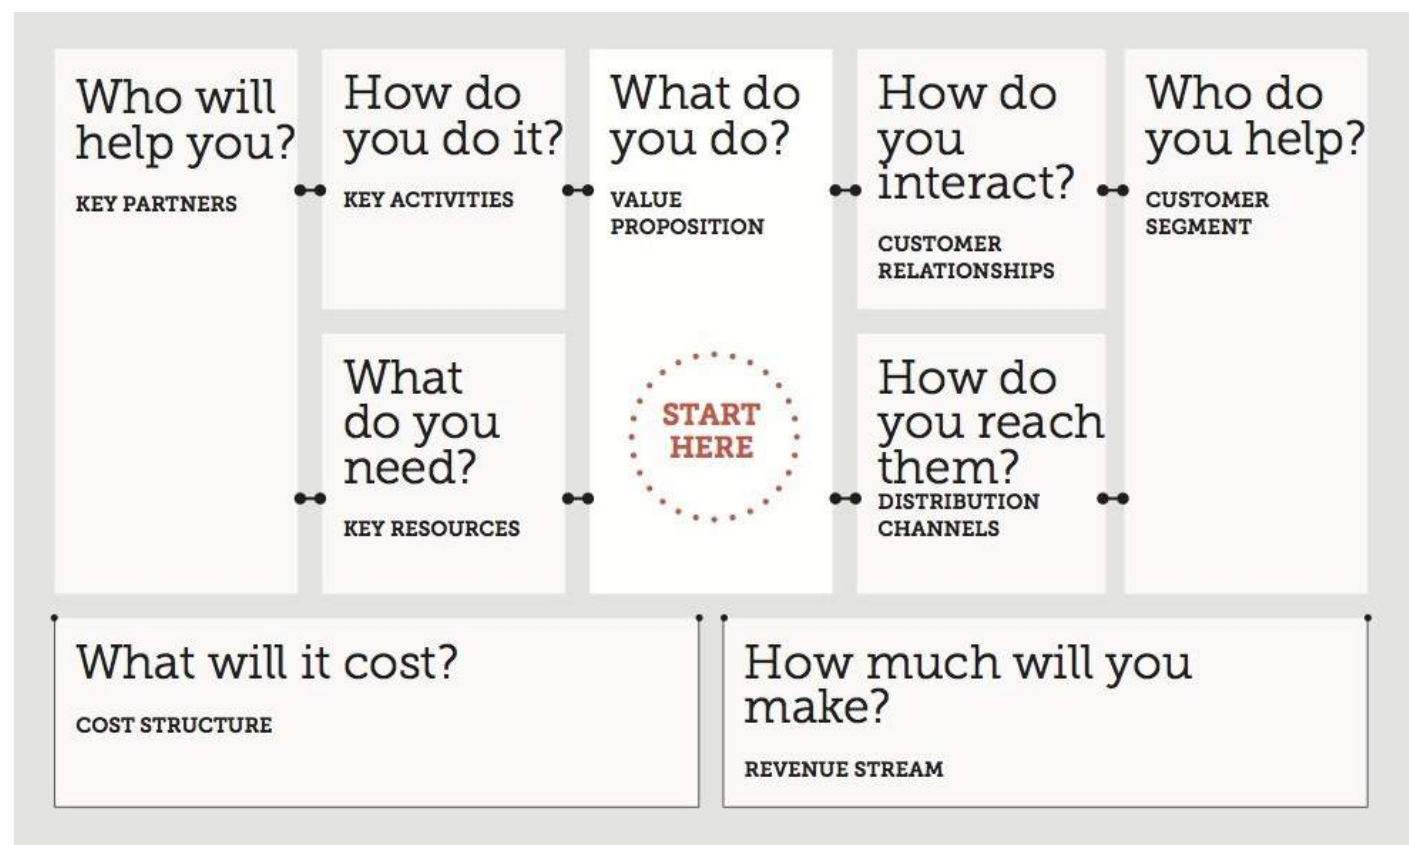 Who will
help you?
KEY PARTNERS
How do
you do it?
KEY ACTIVITIES
What
do you
need?
KEY RESOURCES
What do
you do?
VALUE
PROPOSITION
START
HERE
How do
you
interact?
CUSTOMER
RELATIONSHIPS
How do
you reach
them?
DISTRIBUTION
CHANNELS
Who do
you help?
CUSTOMER
SEGMENT
What will it cost?
COST STRUCTURE
How much will you
make?
REVENUE STREAM